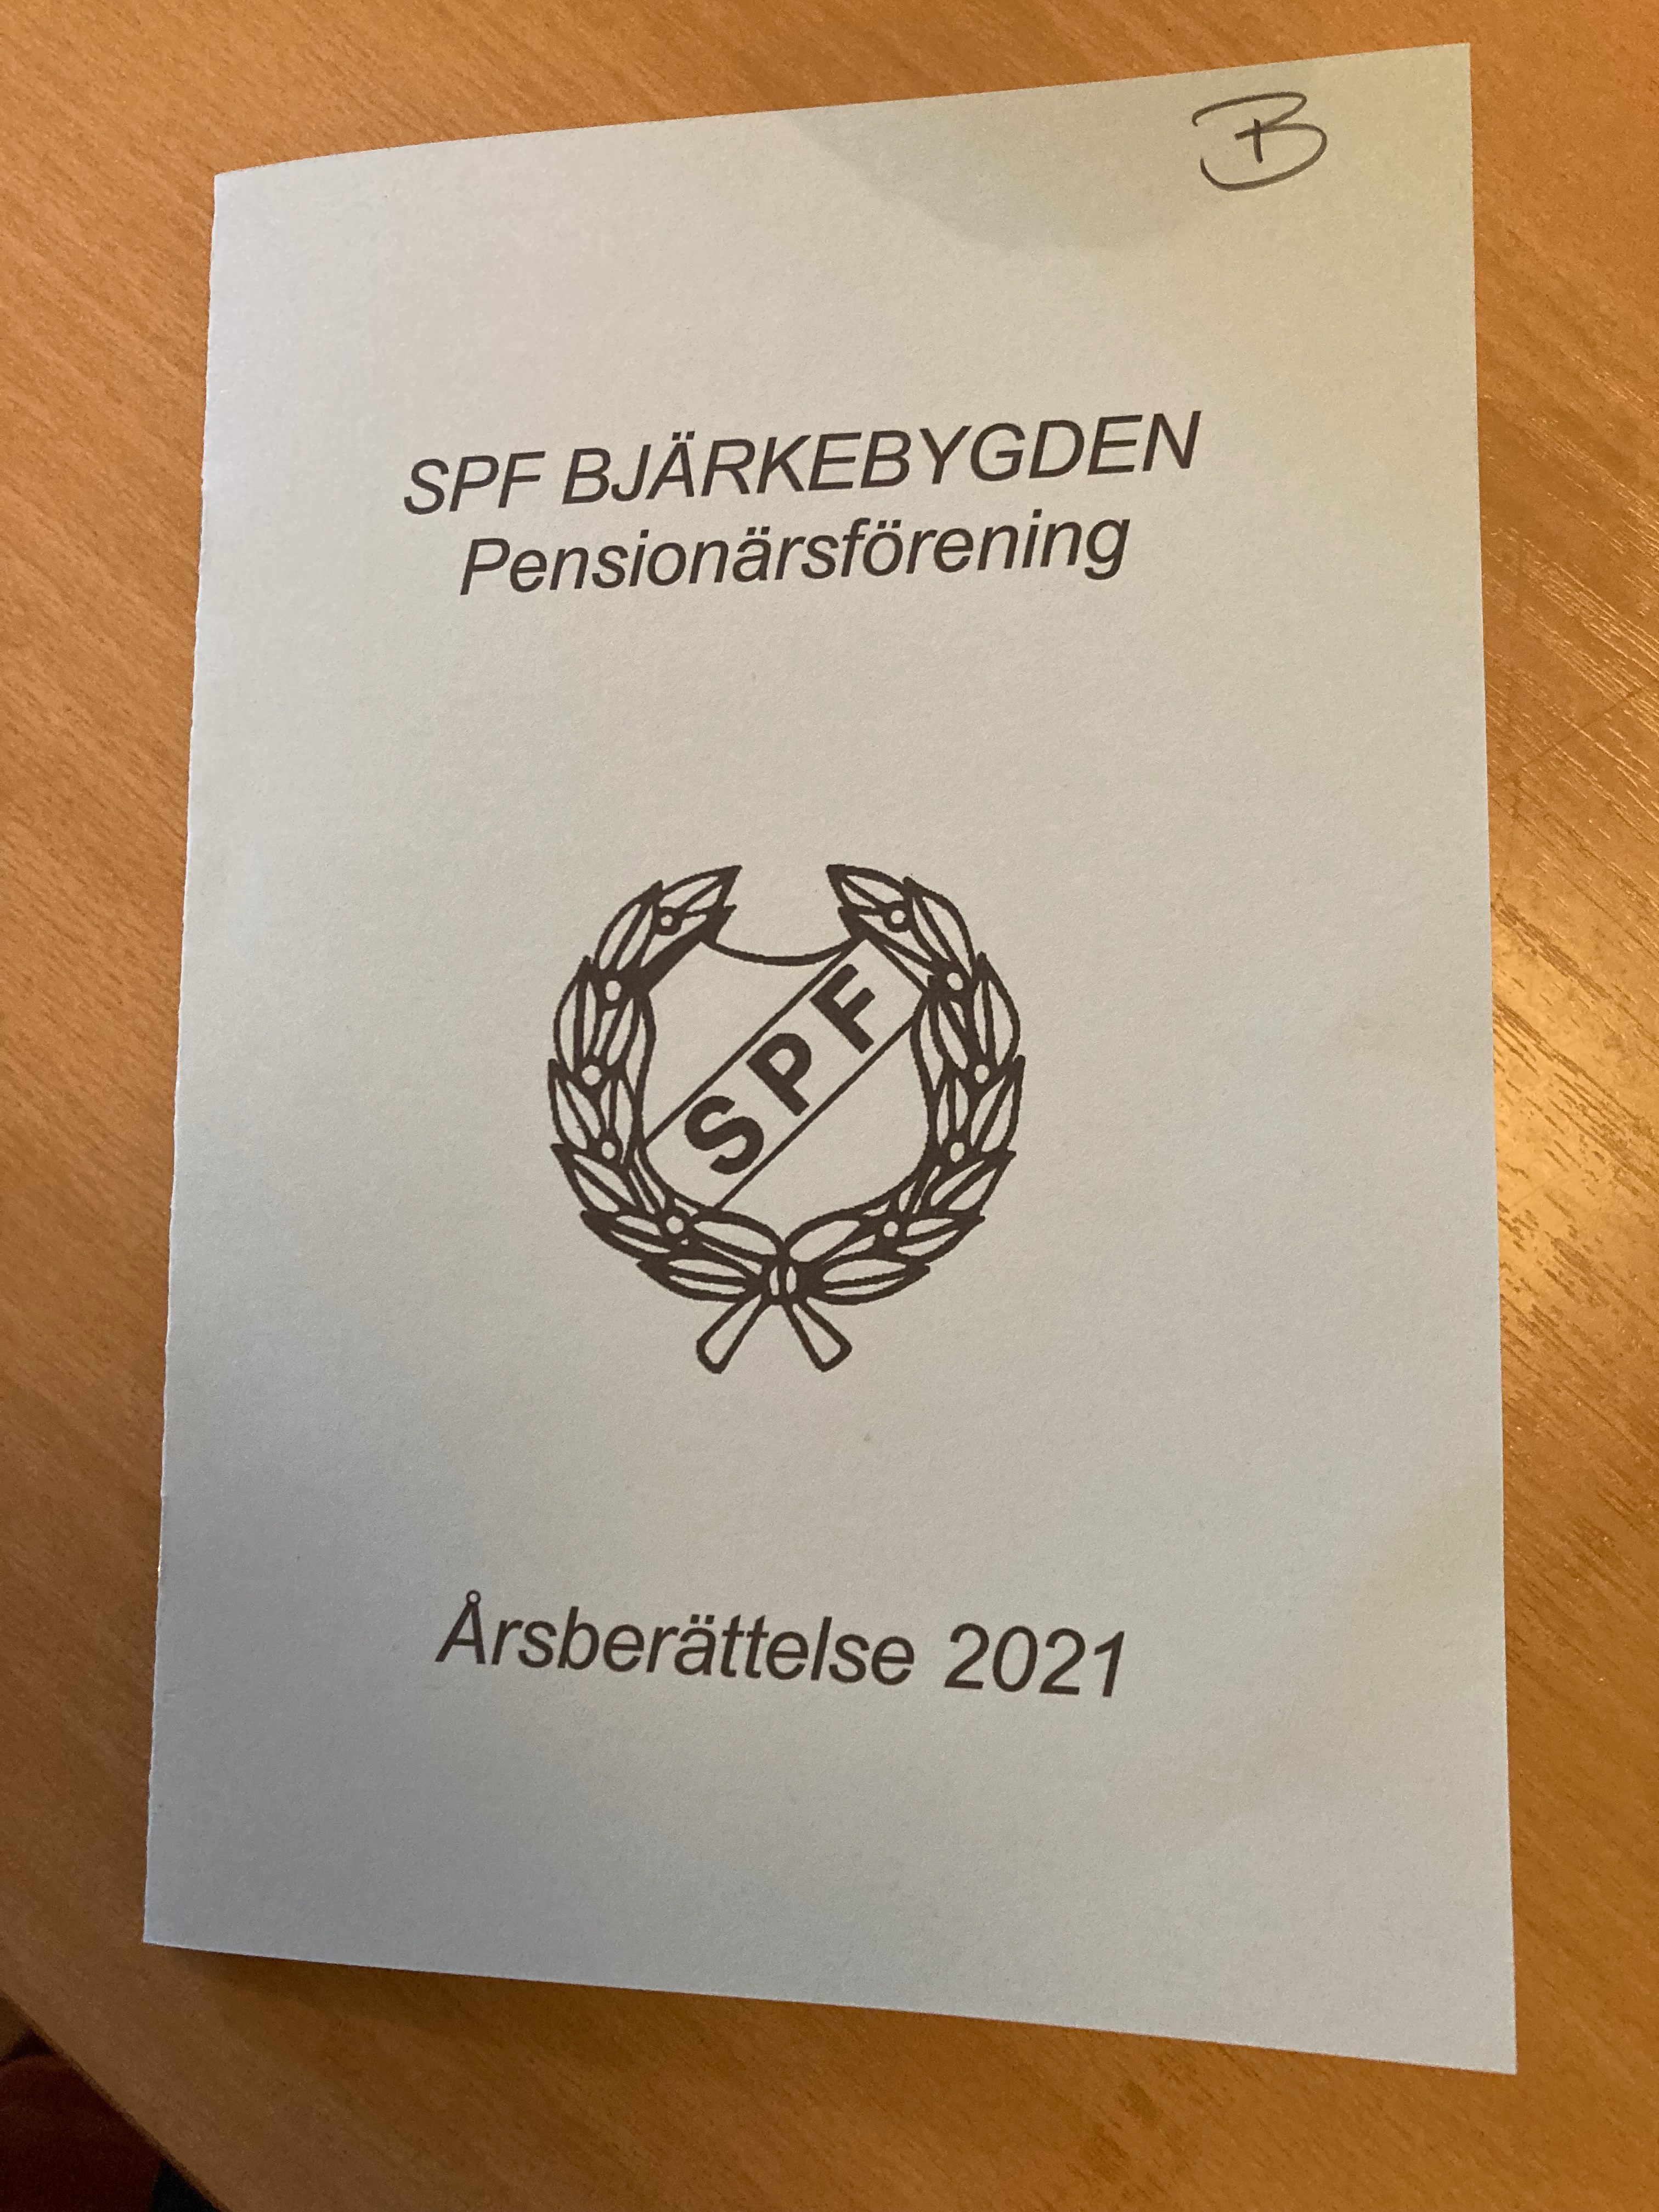 B
SPF BJÄRKEBYGDEN
Pensionärsförening
SPF
Årsberättelse 2021